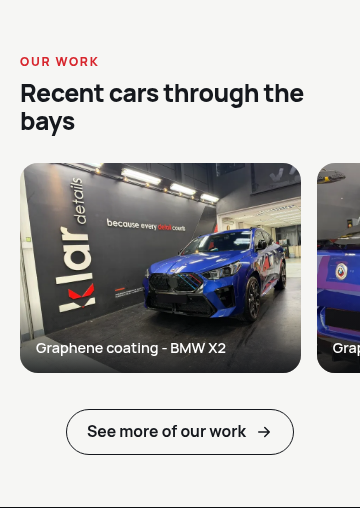 OUR WORK
Recent cars through the
bays
klar details
because every detail counts
Graphene coating - BMW X2
Grap
See more of our work →